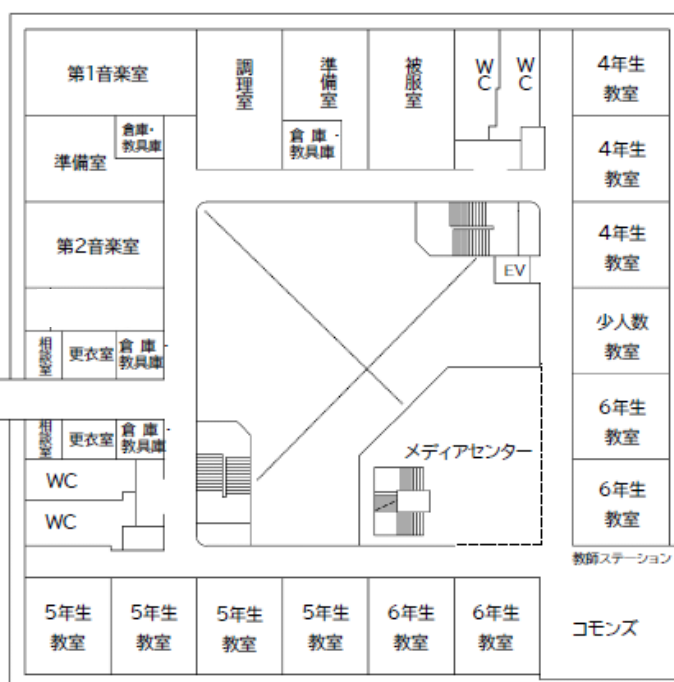 第1音楽室
調理室
準備室
被服室
WC
WC
4年生
教室
倉庫・
教具庫
準備室
倉庫・
教具庫
4年生
教室
第2音楽室
4年生
教室
EV
少人数
教室
相談室
更衣室
倉庫・
教具庫
6年生
教室
相談室
更衣室
倉庫・
教具庫
メディアセンター
6年生
教室
WC
WC
教師ステーション
5年生
教室
5年生
教室
5年生
教室
5年生
教室
6年生
教室
6年生
教室
コモンズ